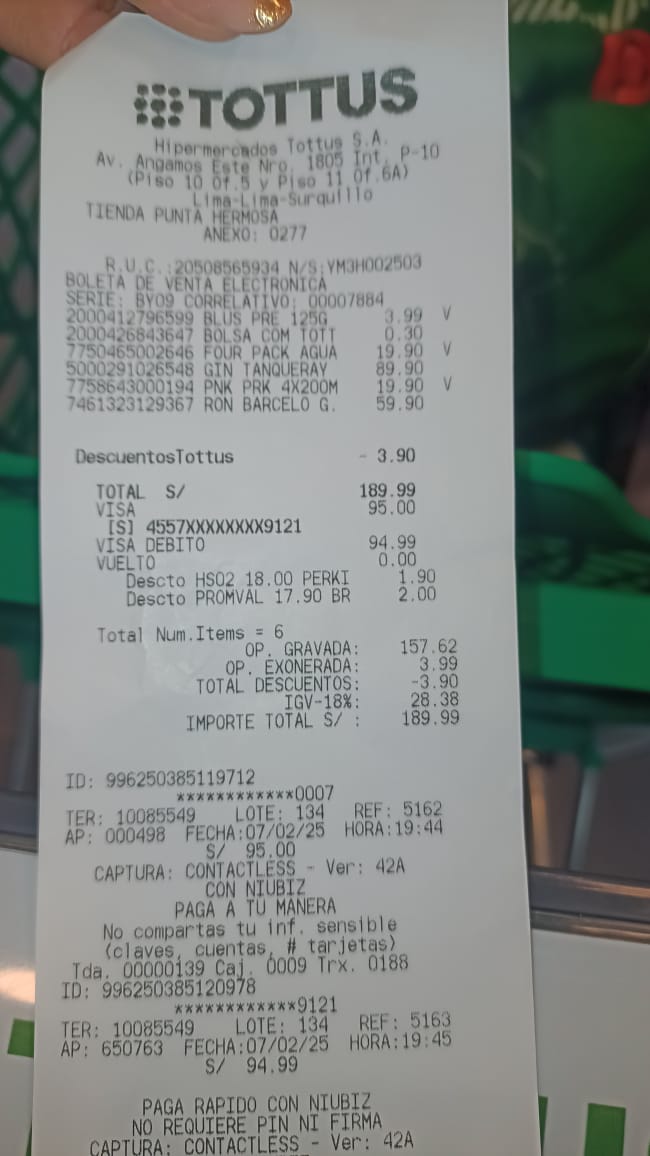 TOTTUS
Hipermercados Tottus S.A.
Av. Angamos Este Nro. 1805 Int. P-10
(Piso 10 Of.5 y Piso 11 Of.6A)
Lima-Lima-Surquillo
TIENDA PUNTA HERMOSA
ANEXO: 0277
R.U.C.:20508565934 N/S:YM3H002503
BOLETA DE VENTA ELECTRONICA
SERIE: BY09 CORRELATIVO: 00007884
2000412796599 BLUS PRE 125G 3.99 V
2000426843647 BOLSA COM TOTT 0.30
7750465002646 FOUR PACK AGUA 19.90 V
5000291026548 GIN TANQUERAY 89.90
7758643000194 PNK PRK 4X200M 19.90 V
7461323129367 RON BARCELO G. 59.90
DescuentosTottus - 3.90
TOTAL S/ 189.99
VISA 95.00
[S] 4557XXXXXXXX9121
VISA DEBITO 94.99
VUELTO 0.00
Descto HSO2 18.00 PERKI 1.90
Descto PROMVAL 17.90 BR 2.00
Total Num.Items = 6
OP. GRAVADA: 157.62
OP. EXONERADA: 3.99
TOTAL DESCUENTOS: -3.90
IGV-18%: 28.38
IMPORTE TOTAL S/ : 189.99
ID: 996250385119712
************0007
TER: 10085549 LOTE: 134 REF: 5162
AP: 000498 FECHA:07/02/25 HORA:19:44
S/ 95.00
CAPTURA: CONTACTLESS - Ver: 42A
CON NIUBIZ
PAGA A TU MANERA
No compartas tu inf. sensible
(claves, cuentas, # tarjetas)
Tda. 00000139 Caj. 0009 Trx. 0188
ID: 996250385120978
************9121
TER: 10085549 LOTE: 134 REF: 5163
AP: 650763 FECHA:07/02/25 HORA:19:45
S/ 94.99
PAGA RAPIDO CON NIUBIZ
NO REQUIERE PIN NI FIRMA
CAPTURA: CONTACTLESS - Ver: 42A